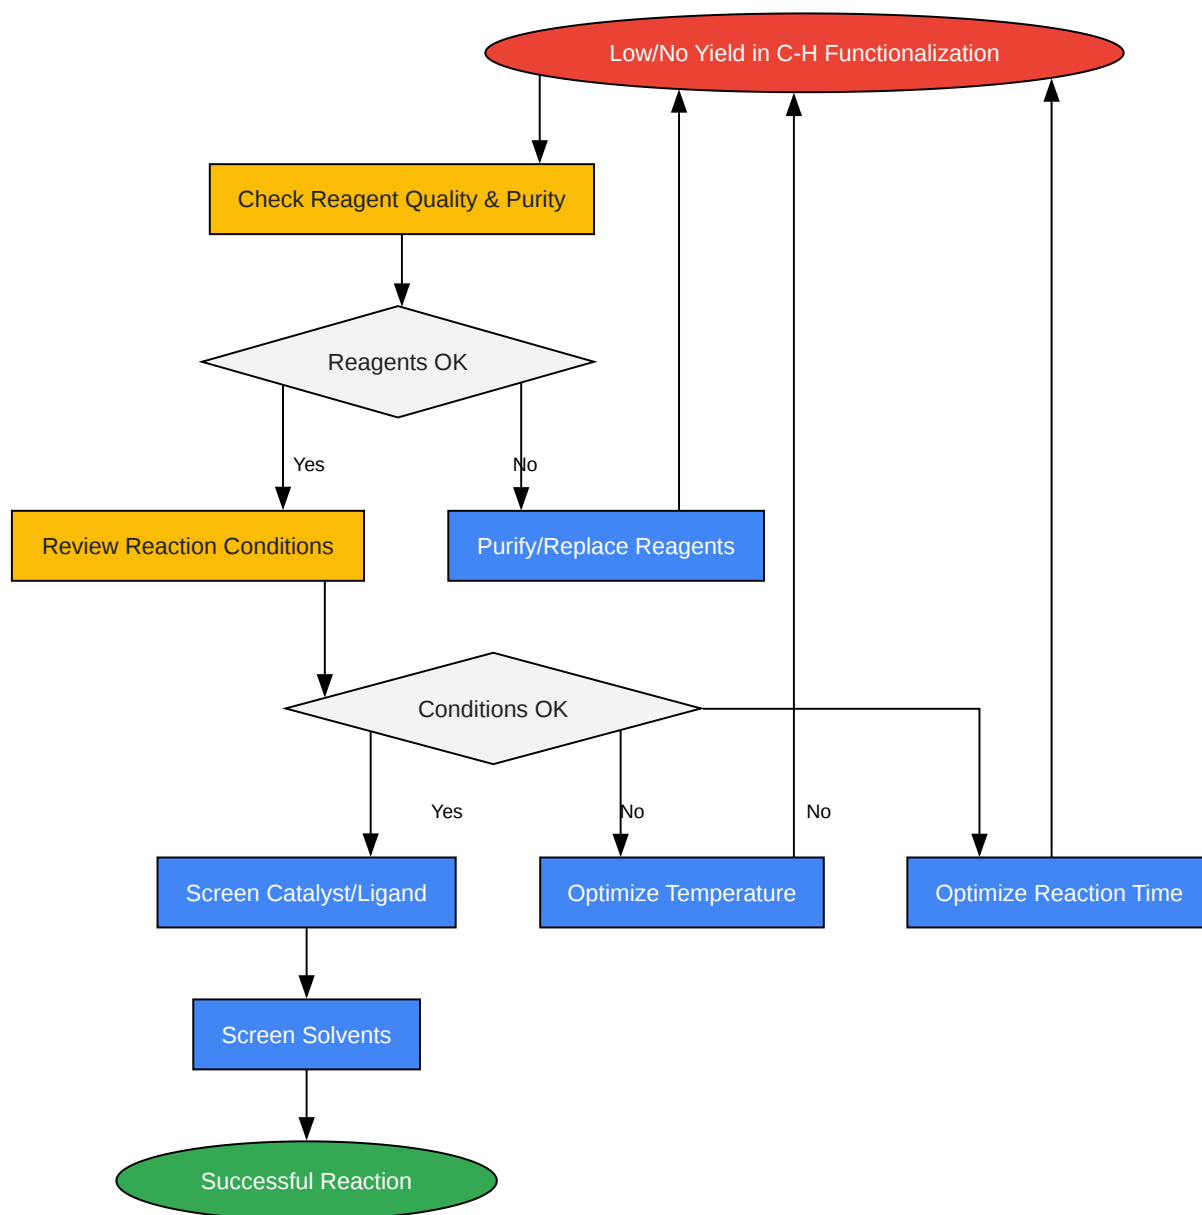 Low/No Yield in C-H Functionalization
Check Reagent Quality & Purity
Reagents OK
Yes
No
Review Reaction Conditions
Purify/Replace Reagents
Conditions OK
Yes
No
No
Screen Catalyst/Ligand
Optimize Temperature
Optimize Reaction Time
Screen Solvents
Successful Reaction